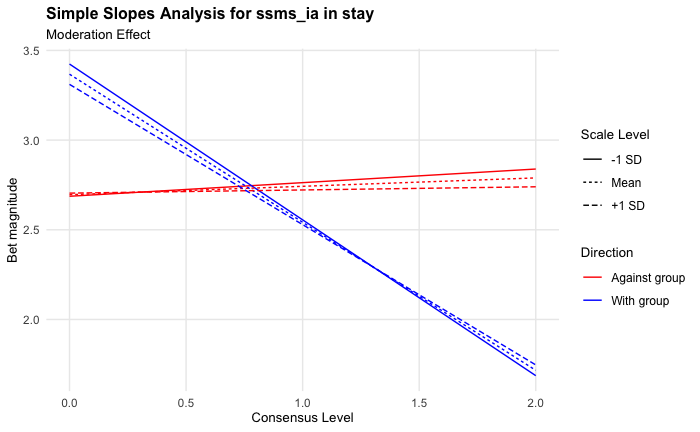 Simple Slopes Analysis for ssms_ia in stay
Moderation Effect
3.5
3.0
2.5
2.0
Bet magnitude
0.0 0.5 1.0 1.5 2.0
Consensus Level
Scale Level
-1 SD
Mean
+1 SD
Direction
Against group
With group